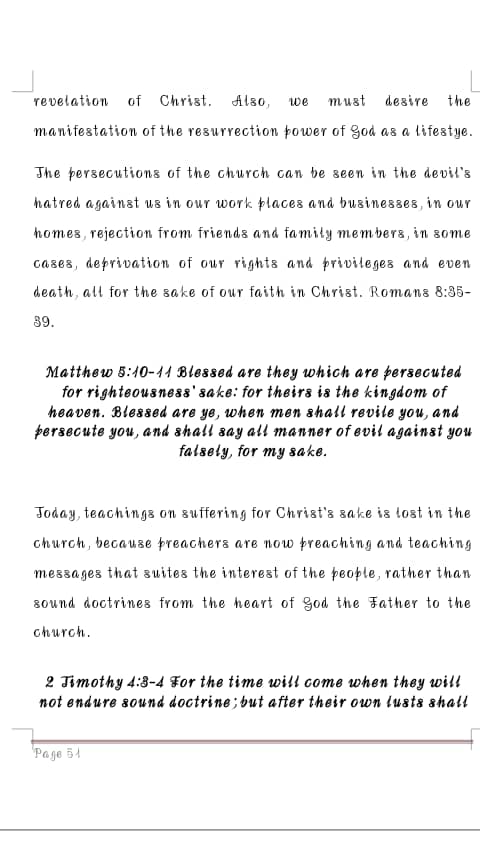 revelation of Christ. Also, we must desire the
manifestation of the resurrection power of God as a lifestye.
The persecutions of the church can be seen in the devil's
hatred against us in our work places and businesses, in our
homes, rejection from friends and family members, in some
cases, deprivation of our rights and privileges and even
death, all for the sake of our faith in Christ. Romans 8:35-
39.
Matthew 5:10-11 Blessed are they which are persecuted
for righteousness' sake: for theirs is the kingdom of
heaven. Blessed are ye, when men shall revile you, and
persecute you, and shall say all manner of evil against you
falsely, for my sake.
Today, teachings on suffering for Christ's sake is lost in the
church, because preachers are now preaching and teaching
messages that suites the interest of the people, rather than
sound doctrines from the heart of God the Father to the
church.
2 Timothy 4:3-4 For the time will come when they will
not endure sound doctrine; but after their own lusts shall
Page 51